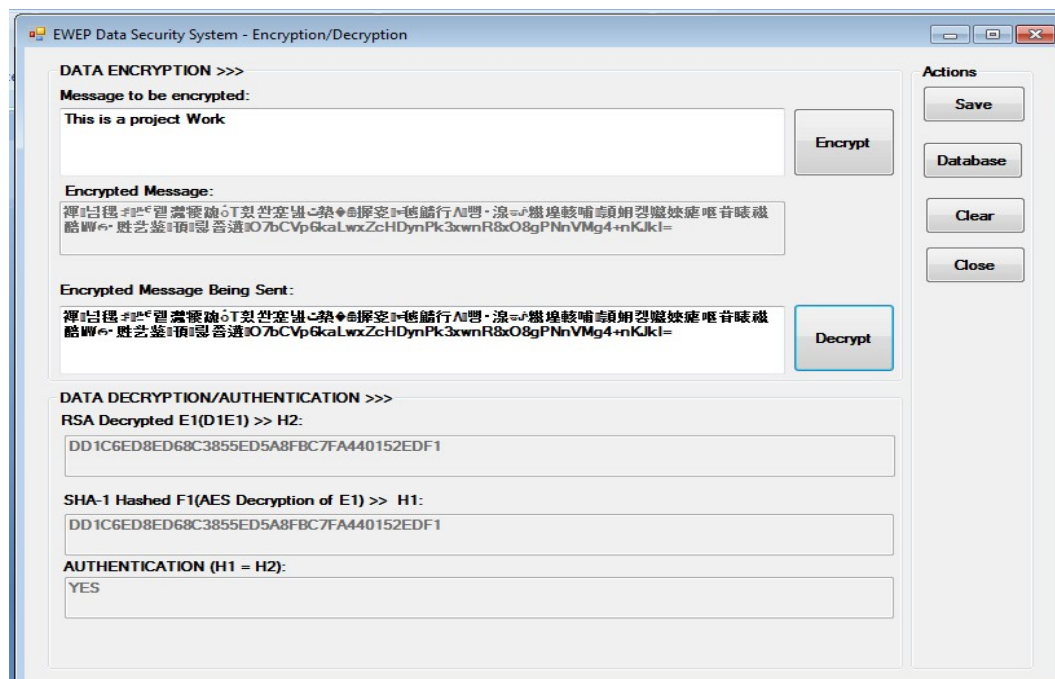 EWEP Data Security System - Encryption/Decryption
DATA ENCRYPTION >>>
Message to be encrypted:
This is a project Work
Encrypt
Encrypted Message:
O7bCVp6kaLwxZcHDynPk3xwnR8xO8gPNnVMg4+nKJkI=
Encrypted Message Being Sent:
O7bCVp6kaLwxZcHDynPk3xwnR8xO8gPNnVMg4+nKJkI=
Decrypt
DATA DECRYPTION/AUTHENTICATION >>>
RSA Decrypted E1(D1E1) >> H2:
DD1C6ED8ED68C3855ED5A8FBC7FA440152EDF1
SHA-1 Hashed F1(AES Decryption of E1) >> H1:
DD1C6ED8ED68C3855ED5A8FBC7FA440152EDF1
AUTHENTICATION (H1 = H2):
YES
Actions
Save
Database
Clear
Close